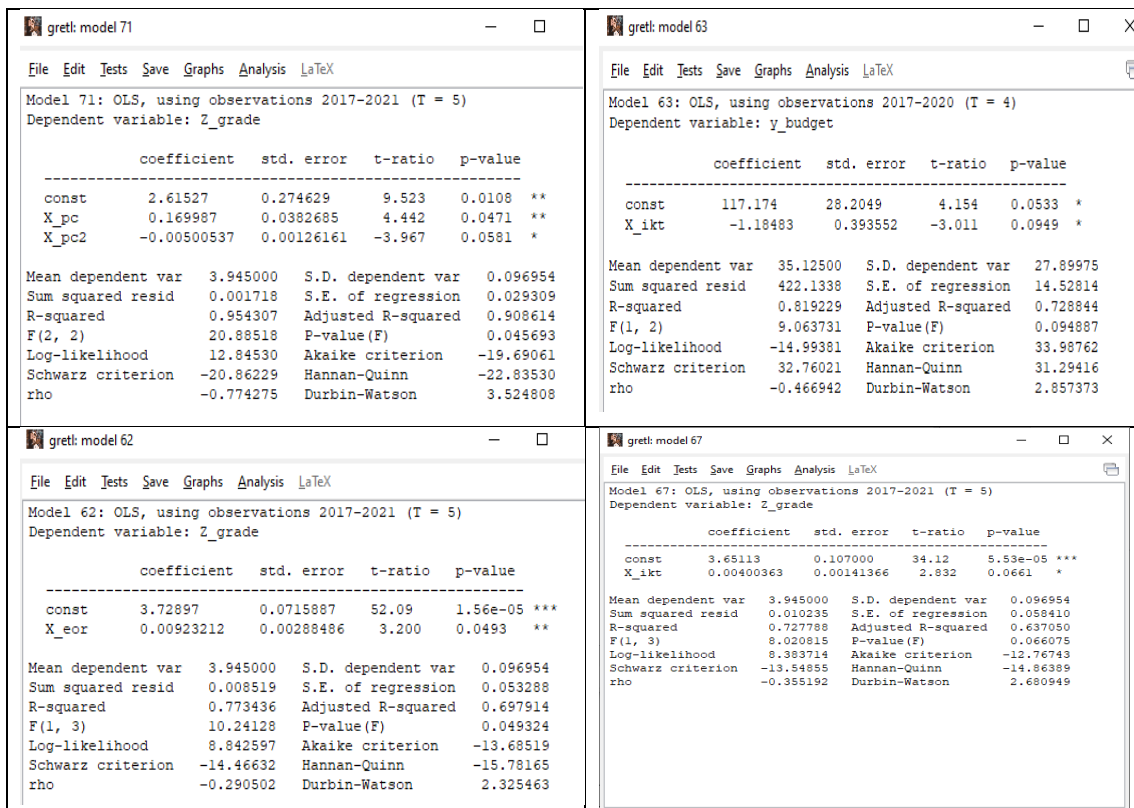 gretl: model 71
File Edit Tests Save Graphs Analysis LaTeX
Model 71: OLS, using observations 2017-2021 (T = 5)
Dependent variable: Z_grade
coefficient std. error t-ratio p-value
---------------------------------------------------------
const 2.61527 0.274629 9.523 0.0108 **
X_pc 0.169987 0.0382685 4.442 0.0471 **
X_pc2 -0.00500537 0.00126161 -3.967 0.0581 *
Mean dependent var 3.945000 S.D. dependent var 0.096954
Sum squared resid 0.001718 S.E. of regression 0.029309
R-squared 0.954307 Adjusted R-squared 0.908614
F(2, 2) 20.88518 P-value(F) 0.045693
Log-likelihood 12.84530 Akaike criterion -19.69061
Schwarz criterion -20.86229 Hannan-Quinn -22.83530
rho -0.774275 Durbin-Watson 3.524808
gretl: model 63
File Edit Tests Save Graphs Analysis LaTeX
Model 63: OLS, using observations 2017-2020 (T = 4)
Dependent variable: y_budget
coefficient std. error t-ratio p-value
---------------------------------------------------------
const 117.174 28.2049 4.154 0.0533 *
X_ikt -1.18483 0.393552 -3.011 0.0949 *
Mean dependent var 35.12500 S.D. dependent var 27.89975
Sum squared resid 422.1338 S.E. of regression 14.52814
R-squared 0.819229 Adjusted R-squared 0.728844
F(1, 2) 9.063731 P-value(F) 0.094887
Log-likelihood -14.99381 Akaike criterion 33.98762
Schwarz criterion 32.76021 Hannan-Quinn 31.29416
rho -0.466942 Durbin-Watson 2.857373
gretl: model 62
File Edit Tests Save Graphs Analysis LaTeX
Model 62: OLS, using observations 2017-2021 (T = 5)
Dependent variable: Z_grade
coefficient std. error t-ratio p-value
---------------------------------------------------------
const 3.72897 0.0715887 52.09 1.56e-05 ***
X_eor 0.00923212 0.00288486 3.200 0.0493 **
Mean dependent var 3.945000 S.D. dependent var 0.096954
Sum squared resid 0.008519 S.E. of regression 0.053288
R-squared 0.773436 Adjusted R-squared 0.697914
F(1, 3) 10.24128 P-value(F) 0.049324
Log-likelihood 8.842597 Akaike criterion -13.68519
Schwarz criterion -14.46632 Hannan-Quinn -15.78165
rho -0.290502 Durbin-Watson 2.325463
gretl: model 67
File Edit Tests Save Graphs Analysis LaTeX
Model 67: OLS, using observations 2017-2021 (T = 5)
Dependent variable: Z_grade
coefficient std. error t-ratio p-value
---------------------------------------------------------
const 3.65113 0.107000 34.12 5.53e-05 ***
X_ikt 0.00400363 0.00141366 2.832 0.0661 *
Mean dependent var 3.945000 S.D. dependent var 0.096954
Sum squared resid 0.010235 S.E. of regression 0.058410
R-squared 0.727788 Adjusted R-squared 0.637050
F(1, 3) 8.020815 P-value(F) 0.066075
Log-likelihood 8.383714 Akaike criterion -12.76743
Schwarz criterion -13.54855 Hannan-Quinn -14.86389
rho -0.355192 Durbin-Watson 2.680949